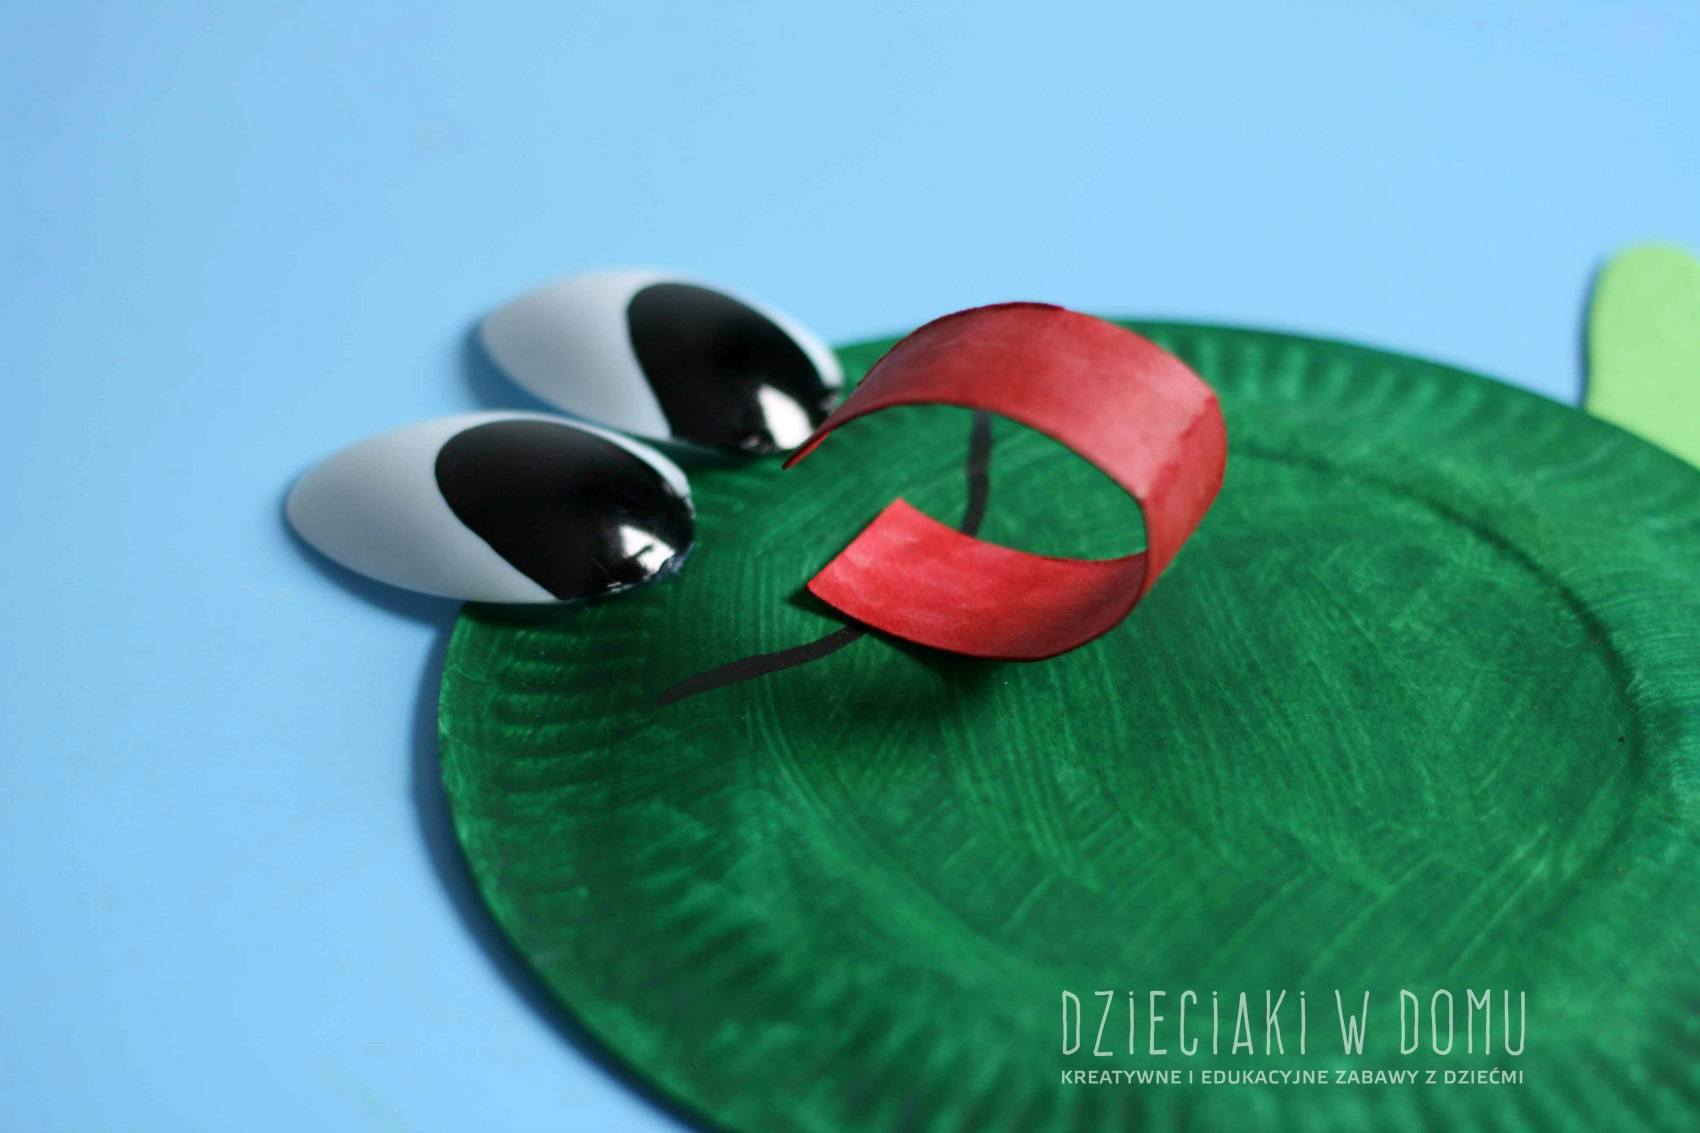 DZiECiAKi W DOMU
KREATYWNE I EDUKACYJNE ZABAWY Z DZIEĆMI